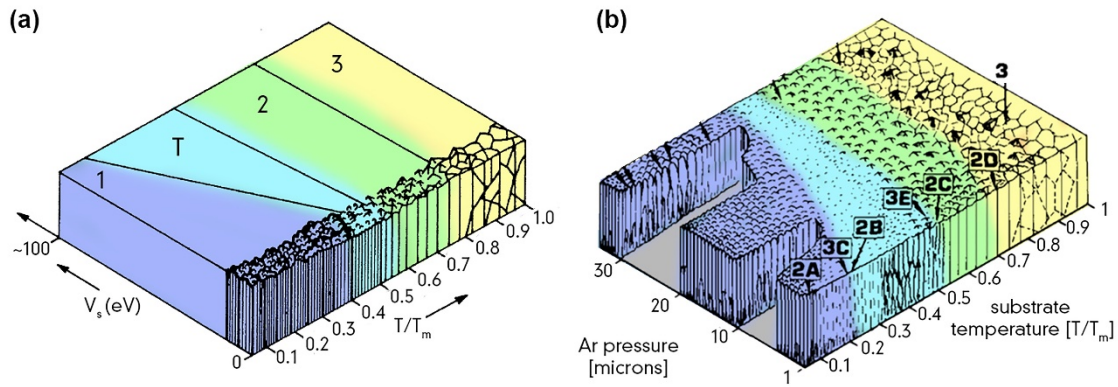 (a)
3
2
T
1
~100
V_s (eV)
0
0.1
0.2
0.3
0.4
0.5
0.6
0.7
0.8
0.9
1.0
T/T_m
(b)
3
2D
2C
3E
2B
3C
2A
30
20
10
1
Ar pressure
[microns]
0.1
0.2
0.3
0.4
0.5
0.6
0.7
0.8
0.9
1
substrate
temperature [T/T_m]